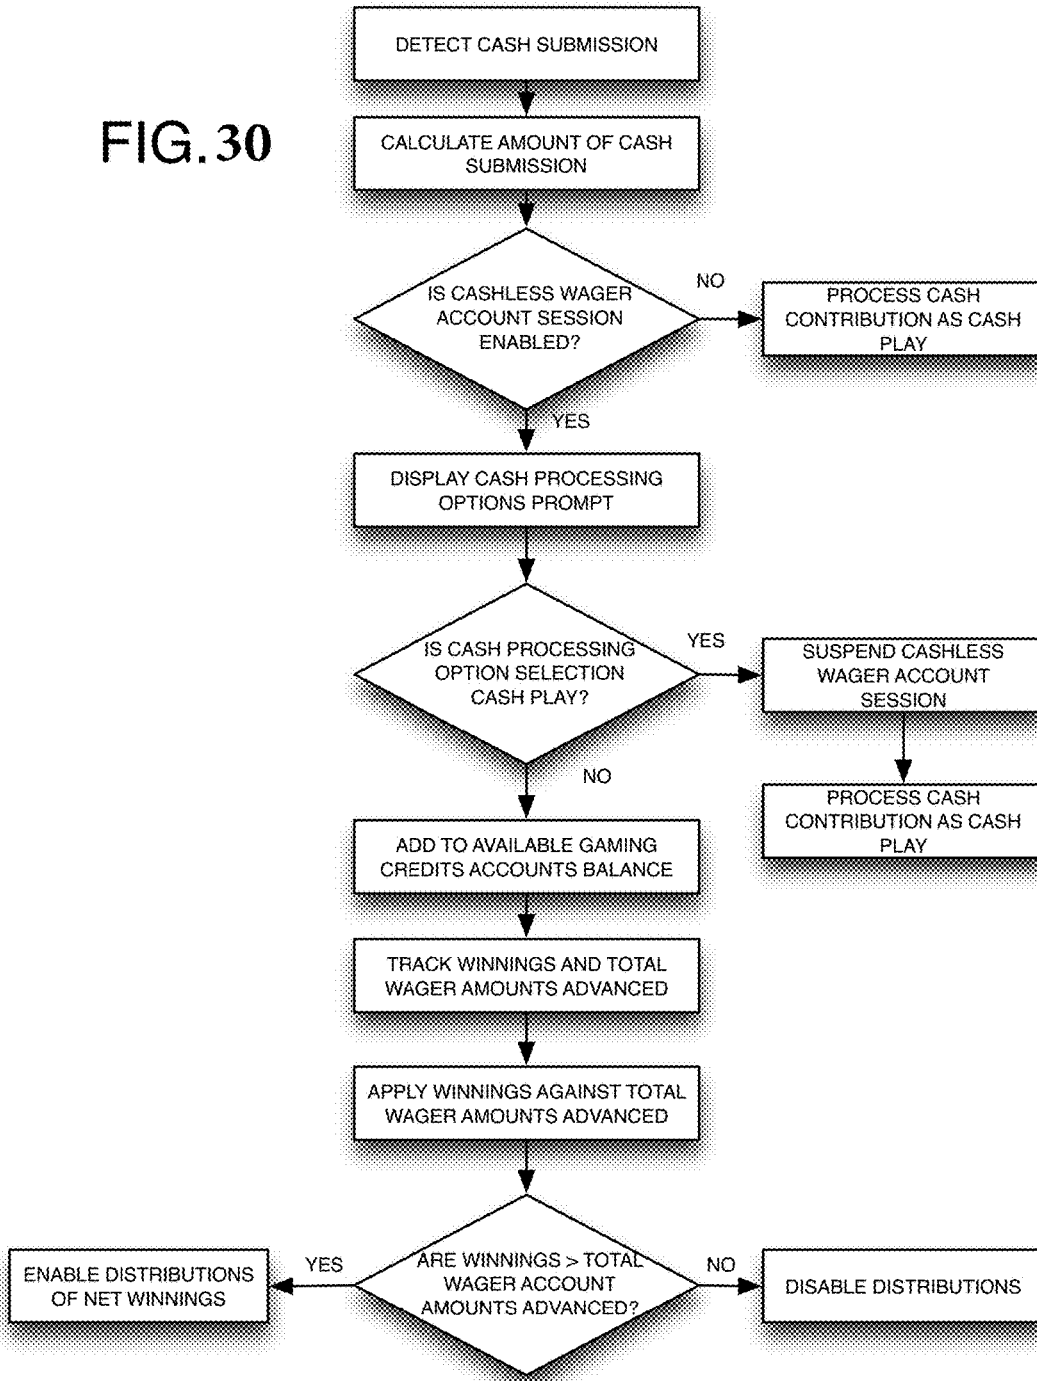 DETECT CASH SUBMISSION
FIG. 30
CALCULATE AMOUNT OF CASH
SUBMISSION
IS CASHLESS WAGER
ACCOUNT SESSION
ENABLED?
NO
PROCESS CASH
CONTRIBUTION AS CASH
PLAY
YES
DISPLAY CASH PROCESSING
OPTIONS PROMPT
IS CASH PROCESSING
OPTION SELECTION
CASH PLAY?
YES
SUSPEND CASHLESS
WAGER ACCOUNT
SESSION
PROCESS CASH
CONTRIBUTION AS CASH
PLAY
NO
ADD TO AVAILABLE GAMING
CREDITS ACCOUNTS BALANCE
TRACK WINNINGS AND TOTAL
WAGER AMOUNTS ADVANCED
APPLY WINNINGS AGAINST TOTAL
WAGER AMOUNTS ADVANCED
ARE WINNINGS > TOTAL
WAGER ACCOUNT
AMOUNTS ADVANCED?
YES
ENABLE DISTRIBUTIONS
OF NET WINNINGS
NO
DISABLE DISTRIBUTIONS